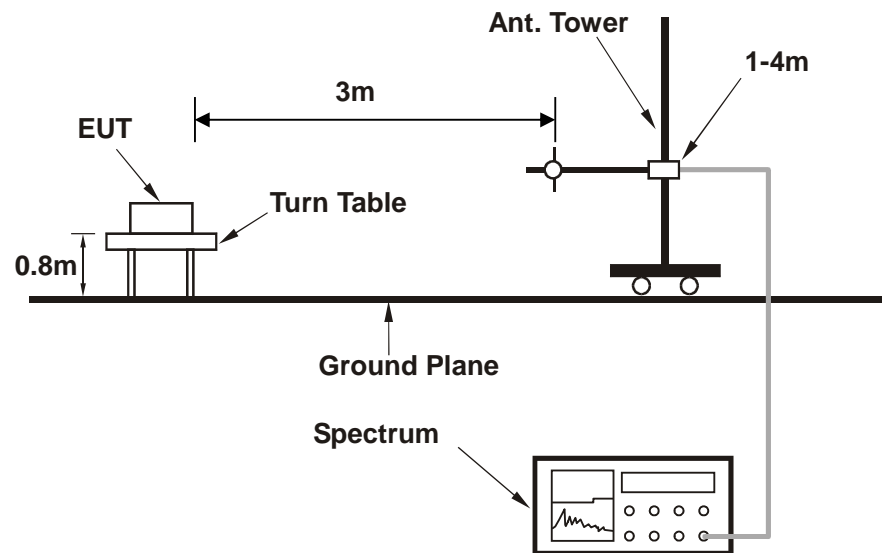 Ant. Tower
1-4m
3m
EUT
Turn Table
0.8m
Ground Plane
Spectrum